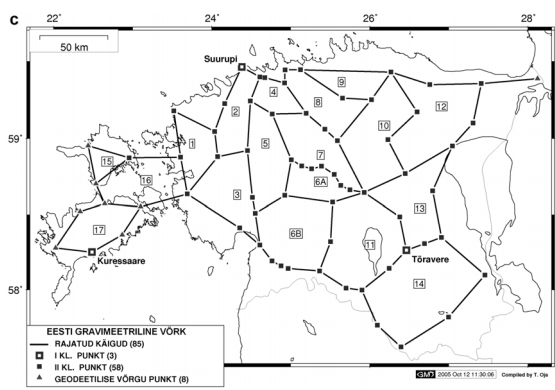 c
22˚ 24˚ 26˚ 28˚
50 km
Suurupi
9
4
8
12
2
59˚
1
10
5
7
15
16
6A
3
13
17
6B
11
Kuressaare
Tõravere
58˚
14
EESTI GRAVIMEETRILINE VÕRK
RAJATUD KÄIGUD (85)
I KL. PUNKT (3)
II KL. PUNKT (58)
GEODEETILISE VÕRGU PUNKT (8)
GMT 2005 Oct 12 11:30:06 Compiled by T. Oja